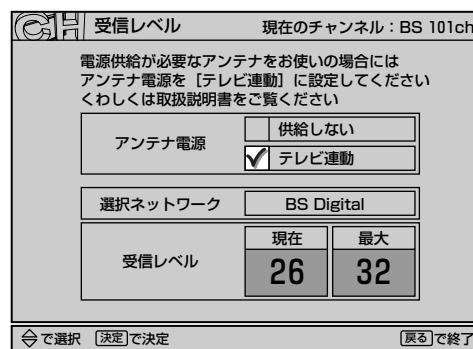 CH 受信レベル 現在のチャンネル：BS 101ch
電源供給が必要なアンテナをお使いの場合には
アンテナ電源を［テレビ連動］に設定してください
くわしくは取扱説明書をご覧ください
アンテナ電源
供給しない
テレビ連動
選択ネットワーク BS Digital
受信レベル
現在 最大
26 32
で選択 決定で決定 戻るで終了